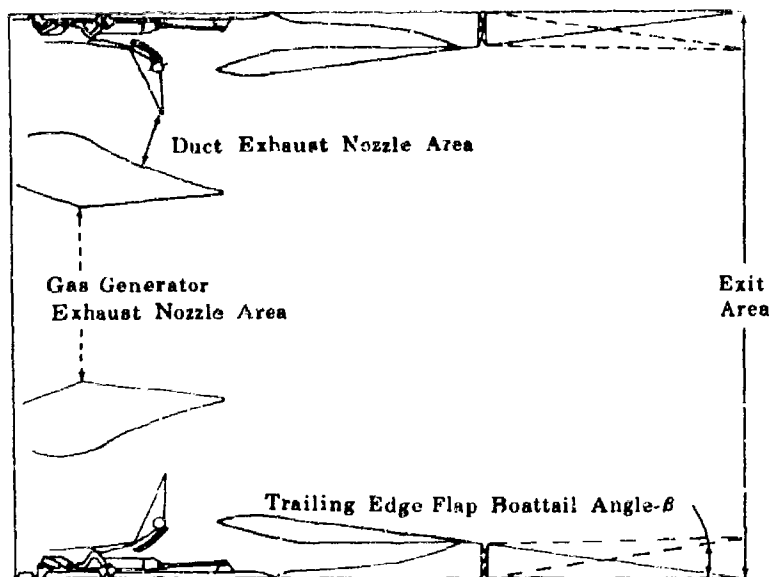 Duct Exhaust Nozzle Area
Gas Generator
Exhaust Nozzle Area
Exit
Area
Trailing Edge Flap Boattail Angle-β